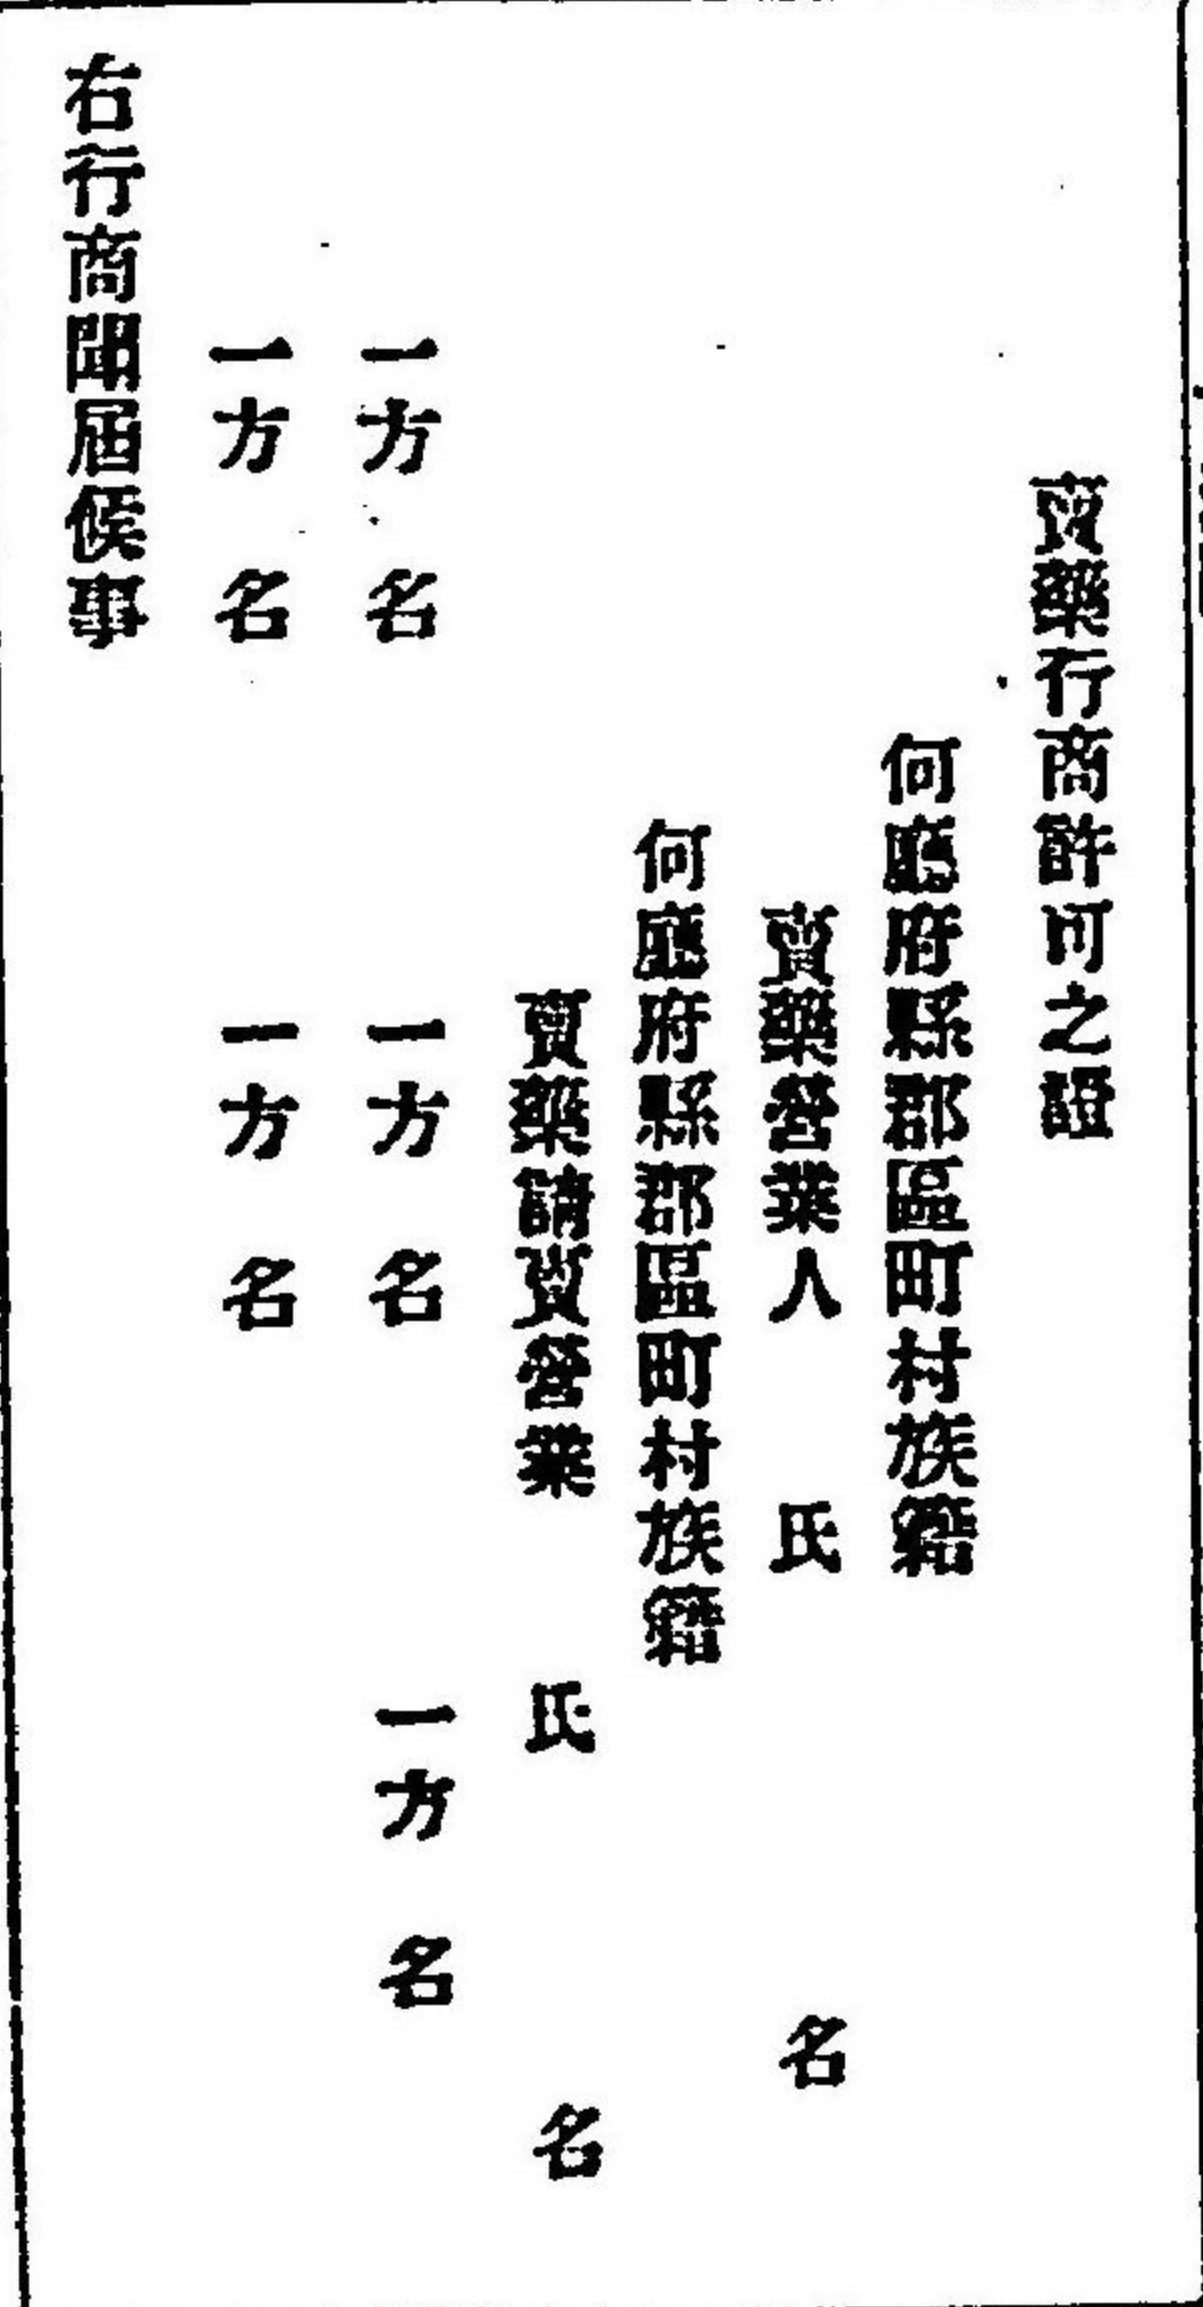 賣藥行商許可之證
何廳府縣郡區町村族籍
賣藥營業人　氏　名
何廳府縣郡區町村族籍
賣藥請賣營業　氏　名
一方　名　一方　名　一方　名
一方　名　一方　名
右行商聞届候事